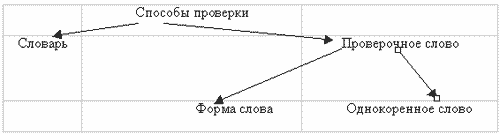 Способы проверки
Словарь
Проверочное слово
Форма слова
Однокоренное слово